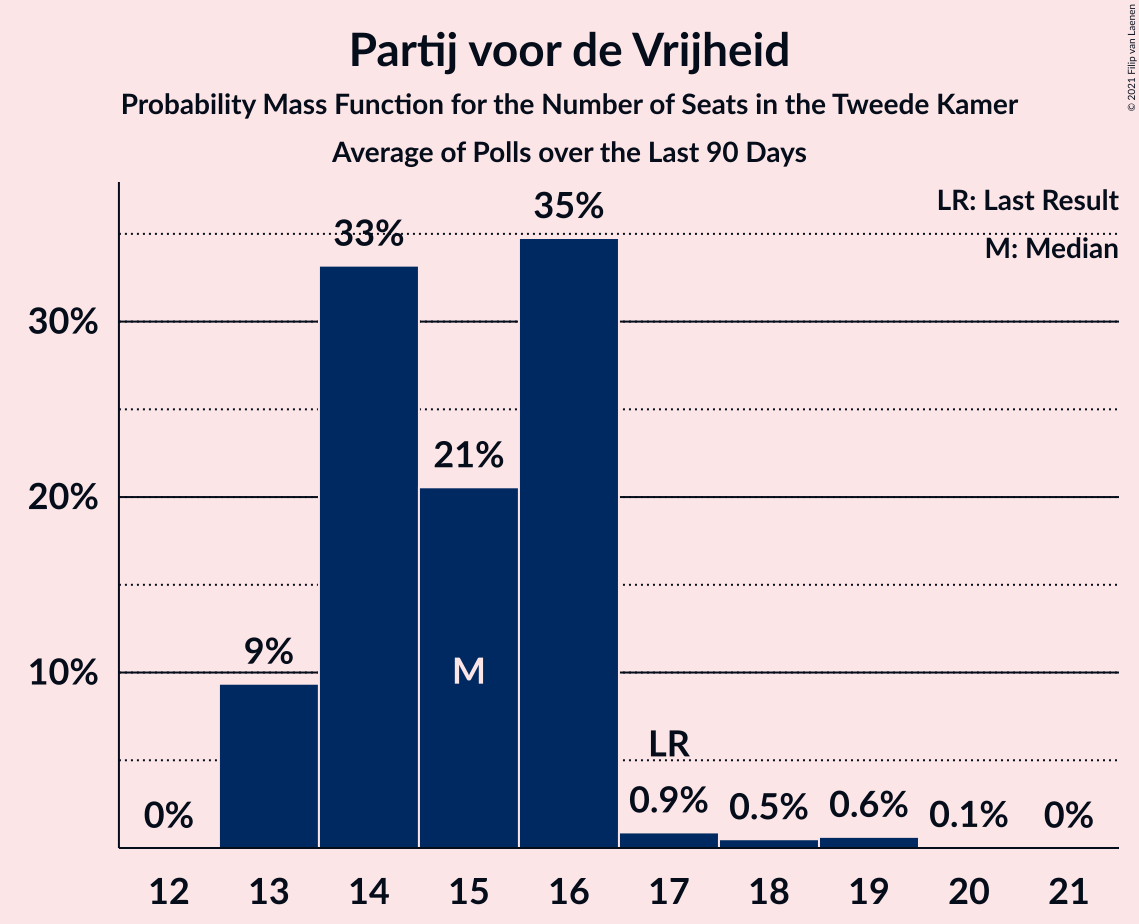 Partij voor de Vrijheid
Probability Mass Function for the Number of Seats in the Tweede Kamer
Average of Polls over the Last 90 Days
© 2021 Filip van Laenen
LR: Last Result
M: Median
30%
20%
10%
0%
9%
33%
21%
35%
0.9%
0.5%
0.6%
0.1%
0%
M
LR
12 13 14 15 16 17 18 19 20 21